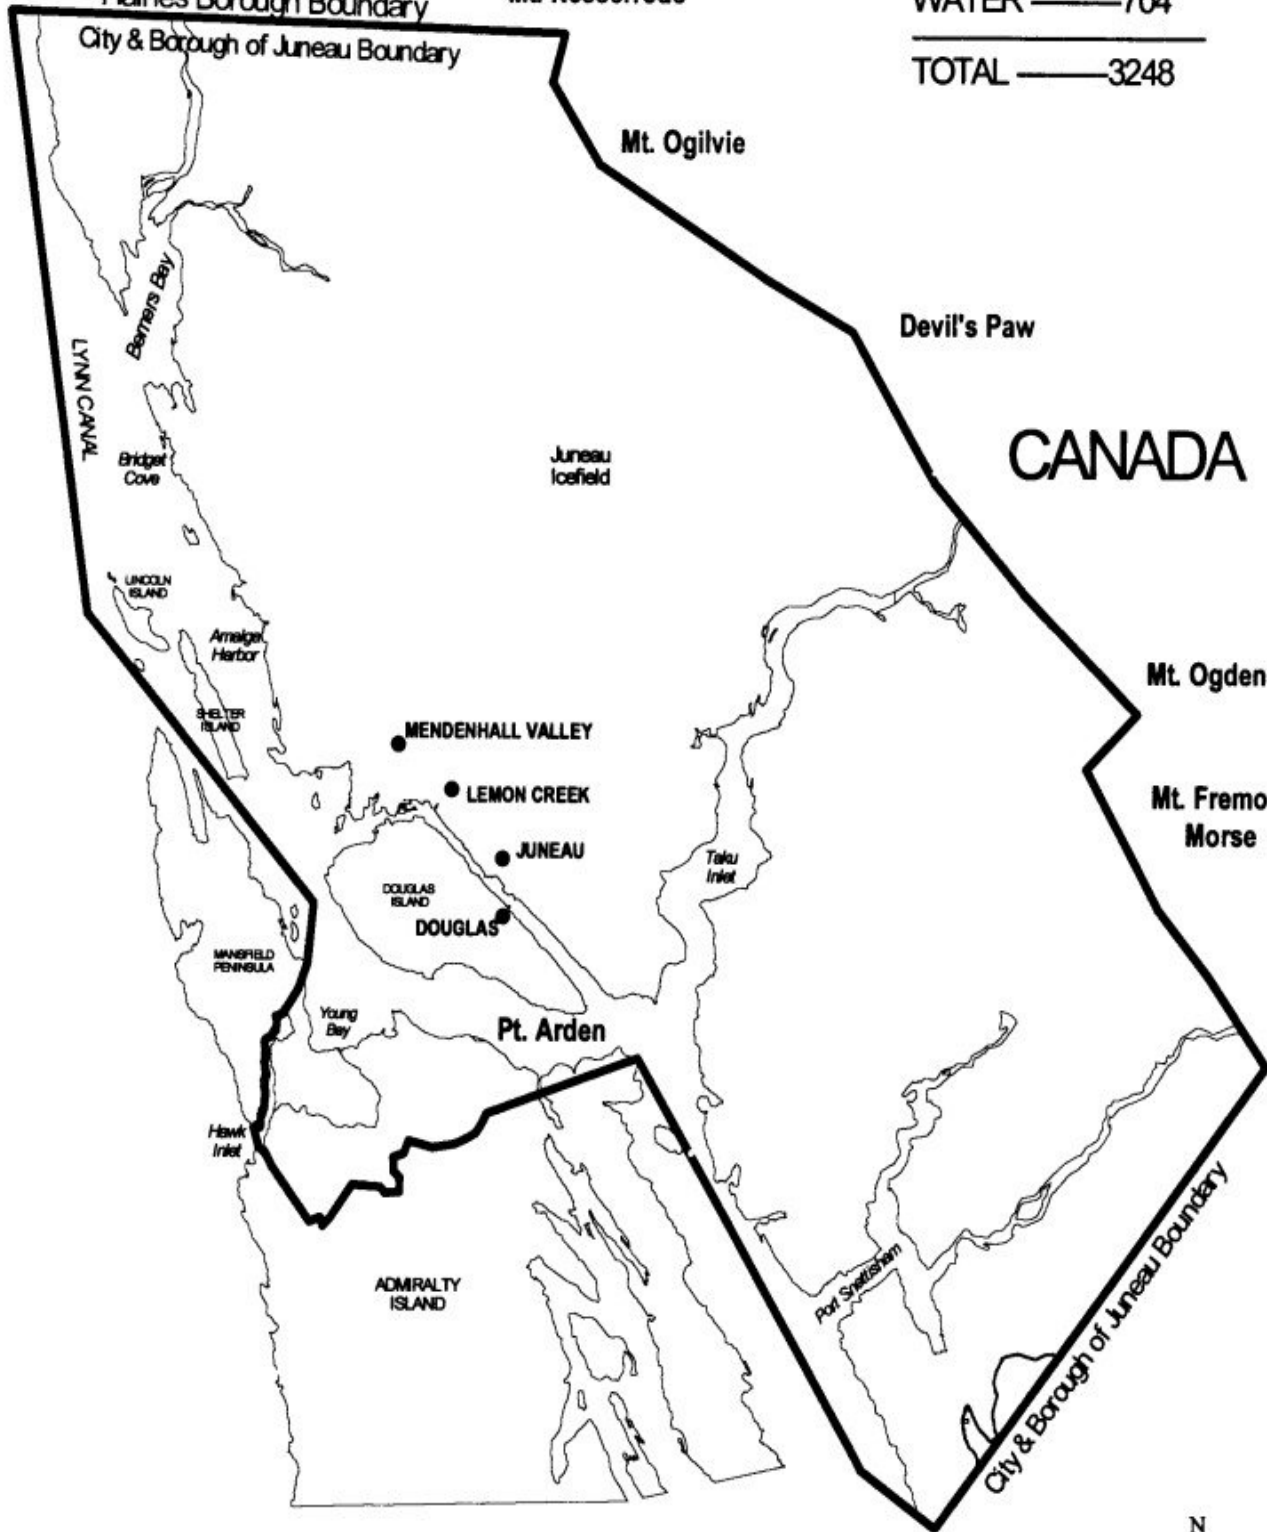 Haines Borough Boundary
WATER 704
City & Borough of Juneau Boundary
TOTAL 3248
Mt. Ogilvie
Devil's Paw
CANADA
Berners Bay
LYNN CANAL
Bridget
Cove
Juneau
Icefield
LINCOLN
ISLAND
Amalga
Harbor
Mt. Ogden
SHELTER
ISLAND
MENDENHALL VALLEY
LEMON CREEK
Mt. Fremo
Morse
JUNEAU
Taku
Inlet
DOUGLAS
ISLAND
DOUGLAS
MANSFIELD
PENINSULA
Young
Bay
Pt. Arden
Hawk
Inlet
Port Snettisham
ADMIRALTY
ISLAND
City & Borough of Juneau Boundary
N